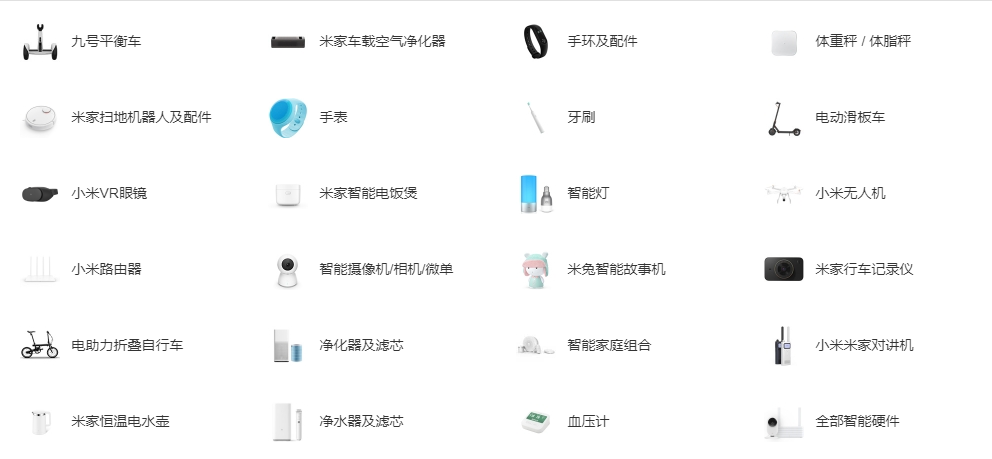 九号平衡车
米家车载空气净化器
手环及配件
体重秤 / 体脂秤
米家扫地机器人及配件
手表
牙刷
电动滑板车
小米VR眼镜
米家智能电饭煲
智能灯
小米无人机
小米路由器
智能摄像机/相机/微单
米兔智能故事机
米家行车记录仪
电助力折叠自行车
净化器及滤芯
智能家庭组合
小米米家对讲机
米家恒温电水壶
净水器及滤芯
血压计
全部智能硬件